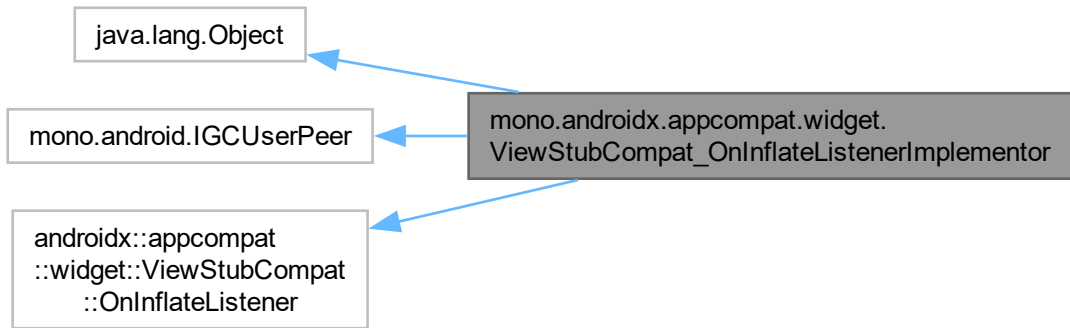 java.lang.Object
mono.android.IGCUserPeer
androidx::appcompat
::widget::ViewStubCompat
::OnInflateListener
mono.androidx.appcompat.widget.
ViewStubCompat_OnInflateListenerImplementor